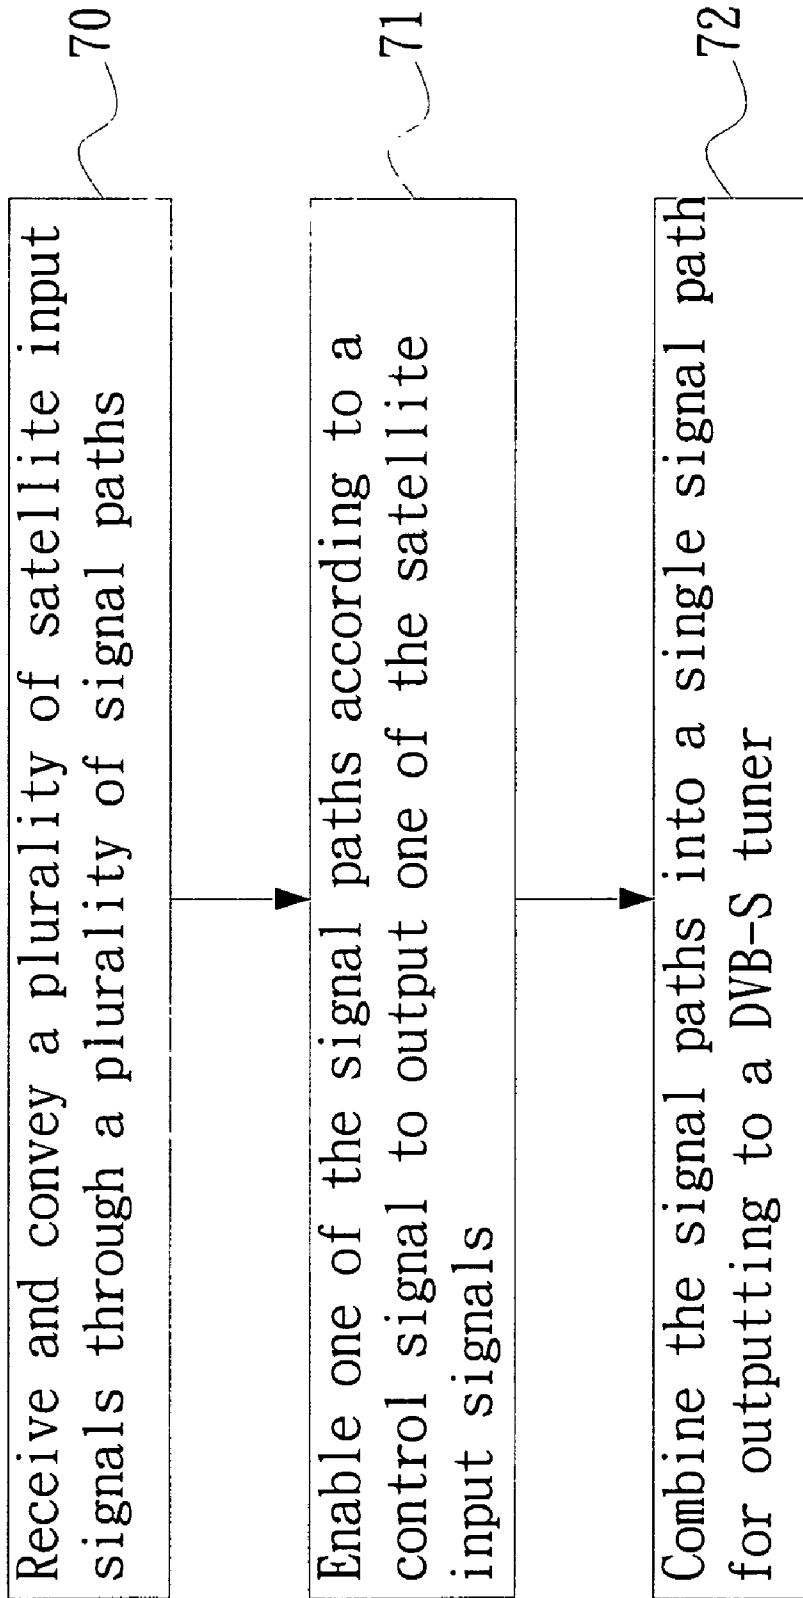 Receive and convey a plurality of satellite input
signals through a plurality of signal paths
70
Enable one of the signal paths according to a
control signal to output one of the satellite
input signals
71
Combine the signal paths into a single signal path
for outputting to a DVB-S tuner
72